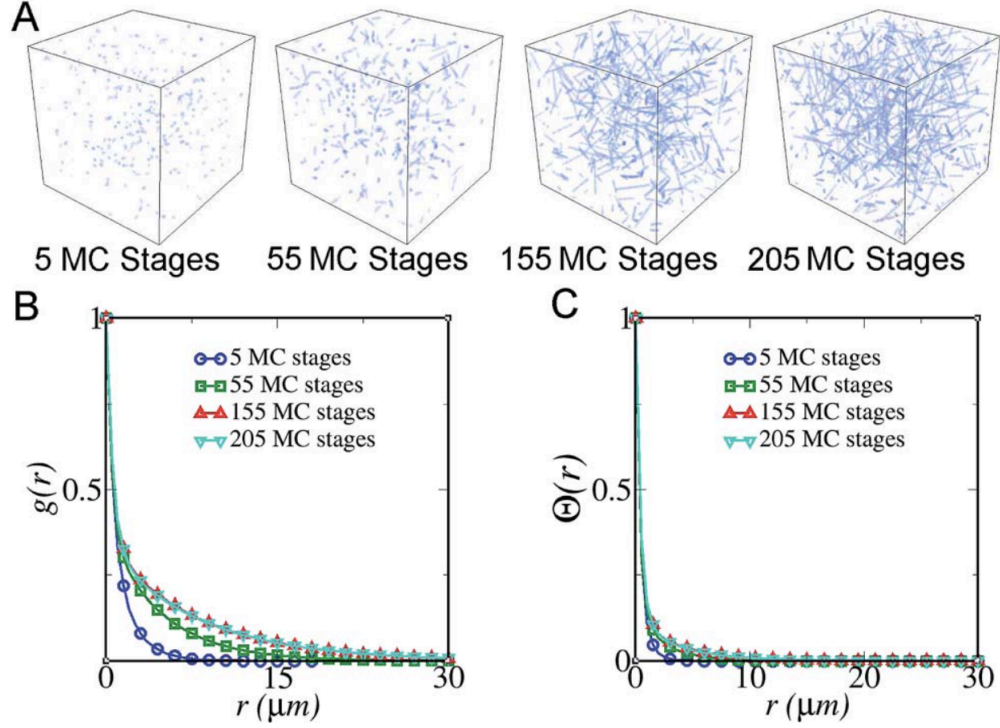 A
5 MC Stages 55 MC Stages 155 MC Stages 205 MC Stages
B
1
0.5
0
g(r)
5 MC stages
55 MC stages
155 MC stages
205 MC stages
0 15 30
r (μm)
C
1
0.5
0
Θ(r)
5 MC stages
55 MC stages
155 MC stages
205 MC stages
0 10 20 30
r (μm)